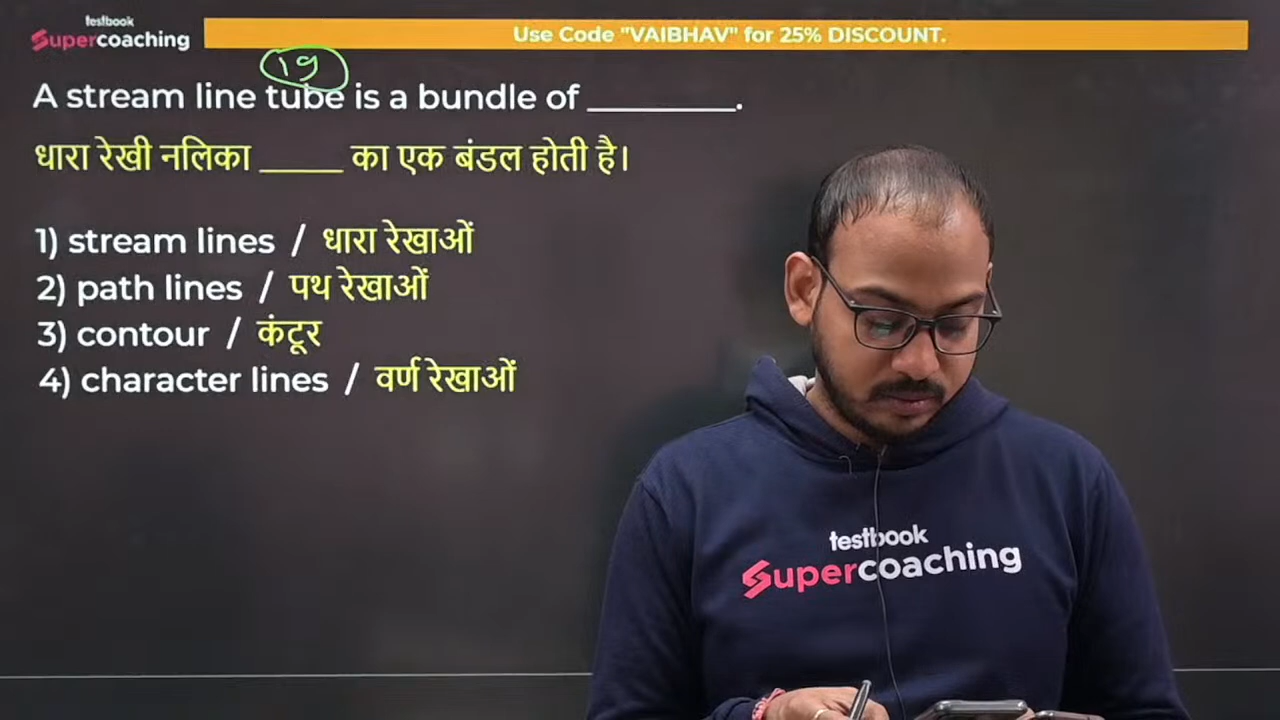 testbook
Supercoaching
Use Code "VAIBHAV" for 25% DISCOUNT.
19
A stream line tube is a bundle of ________.
धारा रेखी नलिका _____ का एक बंडल होती है।
1) stream lines / धारा रेखाओं
2) path lines / पथ रेखाओं
3) contour / कंटूर
4) character lines / वर्ण रेखाओं
testbook
Supercoaching